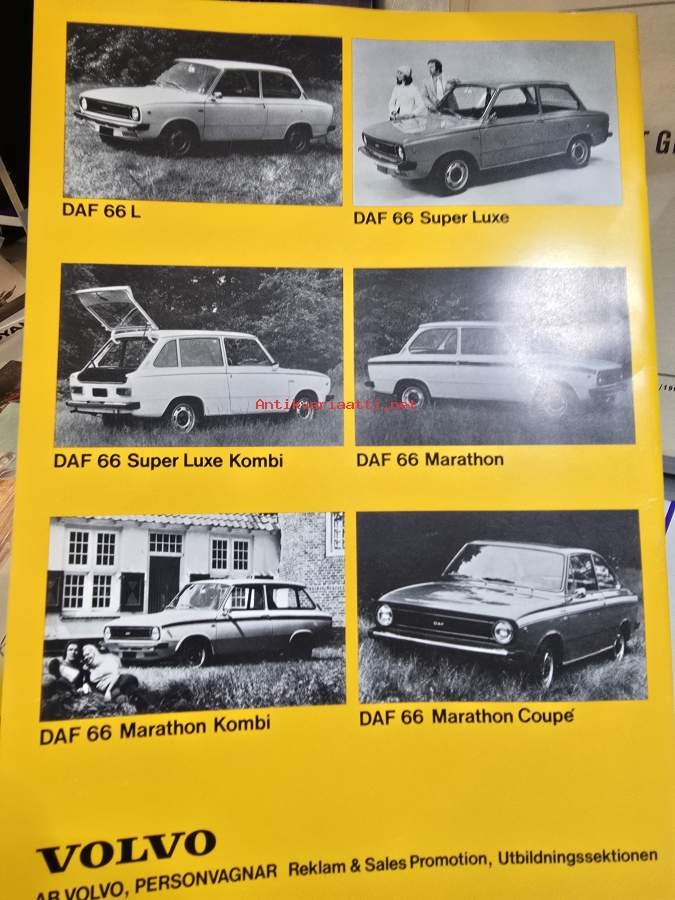 DAF 66 L
DAF 66 Super Luxe
DAF 66 Super Luxe Kombi
Antikvariaatti.net
DAF 66 Marathon
DAF 66 Marathon Kombi
DAF
DAF 66 Marathon Coupé
VOLVO
AB VOLVO, PERSONVAGNAR Reklam & Sales Promotion, Utbildningssektionen